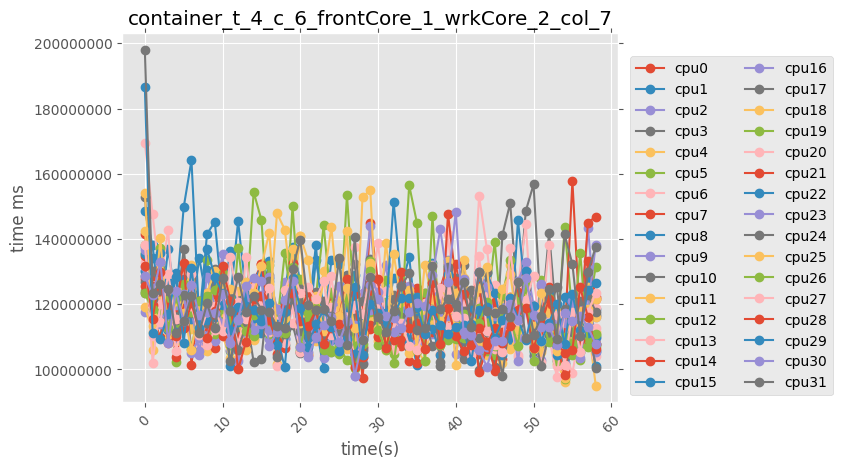 container_t_4_c_6_frontCore_1_wrkCore_2_col_7
200000000
180000000
160000000
140000000
120000000
100000000
time ms
0
10
20
30
40
50
60
time(s)
cpu0
cpu1
cpu2
cpu3
cpu4
cpu5
cpu6
cpu7
cpu8
cpu9
cpu10
cpu11
cpu12
cpu13
cpu14
cpu15
cpu16
cpu17
cpu18
cpu19
cpu20
cpu21
cpu22
cpu23
cpu24
cpu25
cpu26
cpu27
cpu28
cpu29
cpu30
cpu31